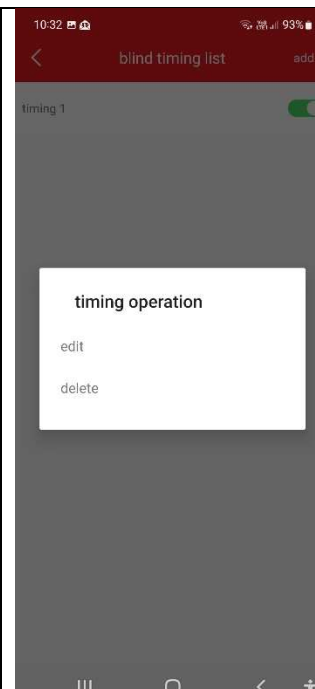 10:32 93%
blind timing list add
timing 1
timing operation
edit
delete